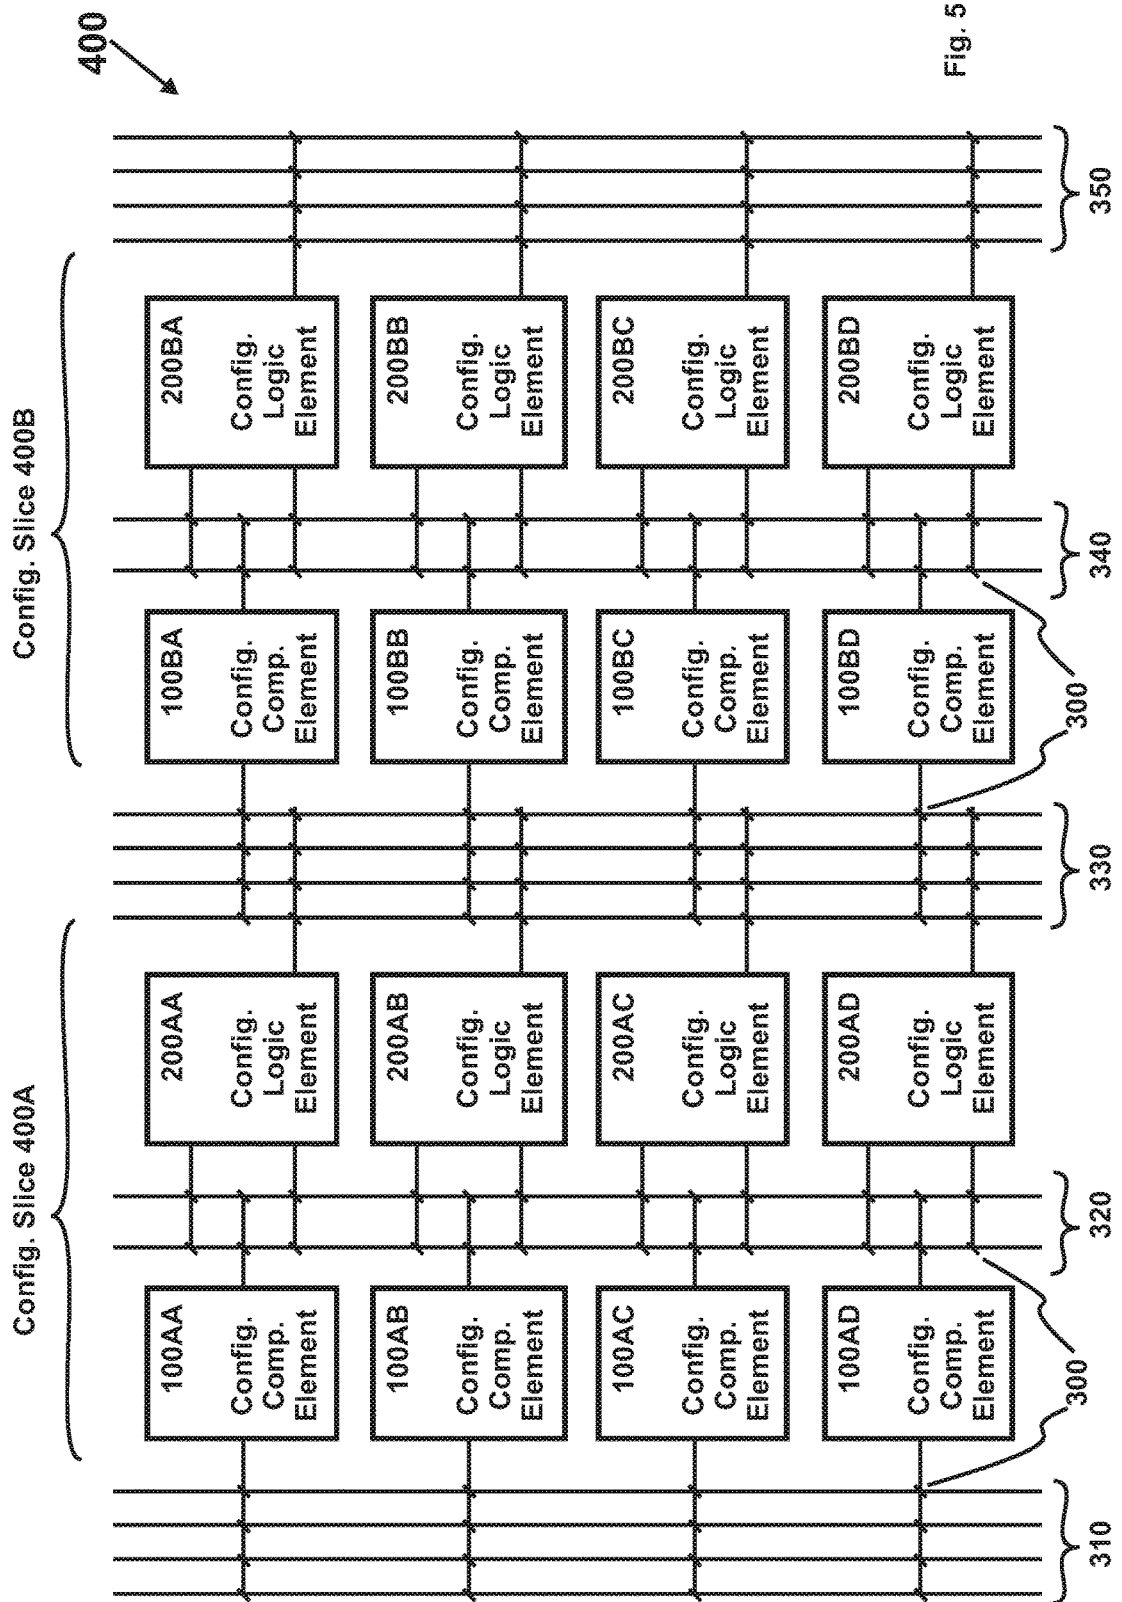 400
Config. Slice 400A
Config. Slice 400B
100AA
Config.
Comp.
Element
200AA
Config.
Logic
Element
100BA
Config.
Comp.
Element
200BA
Config.
Logic
Element
100AB
Config.
Comp.
Element
200AB
Config.
Logic
Element
100BB
Config.
Comp.
Element
200BB
Config.
Logic
Element
100AC
Config.
Comp.
Element
200AC
Config.
Logic
Element
100BC
Config.
Comp.
Element
200BC
Config.
Logic
Element
100AD
Config.
Comp.
Element
200AD
Config.
Logic
Element
100BD
Config.
Comp.
Element
200BD
Config.
Logic
Element
300
300
310
320
330
340
350
Fig. 5